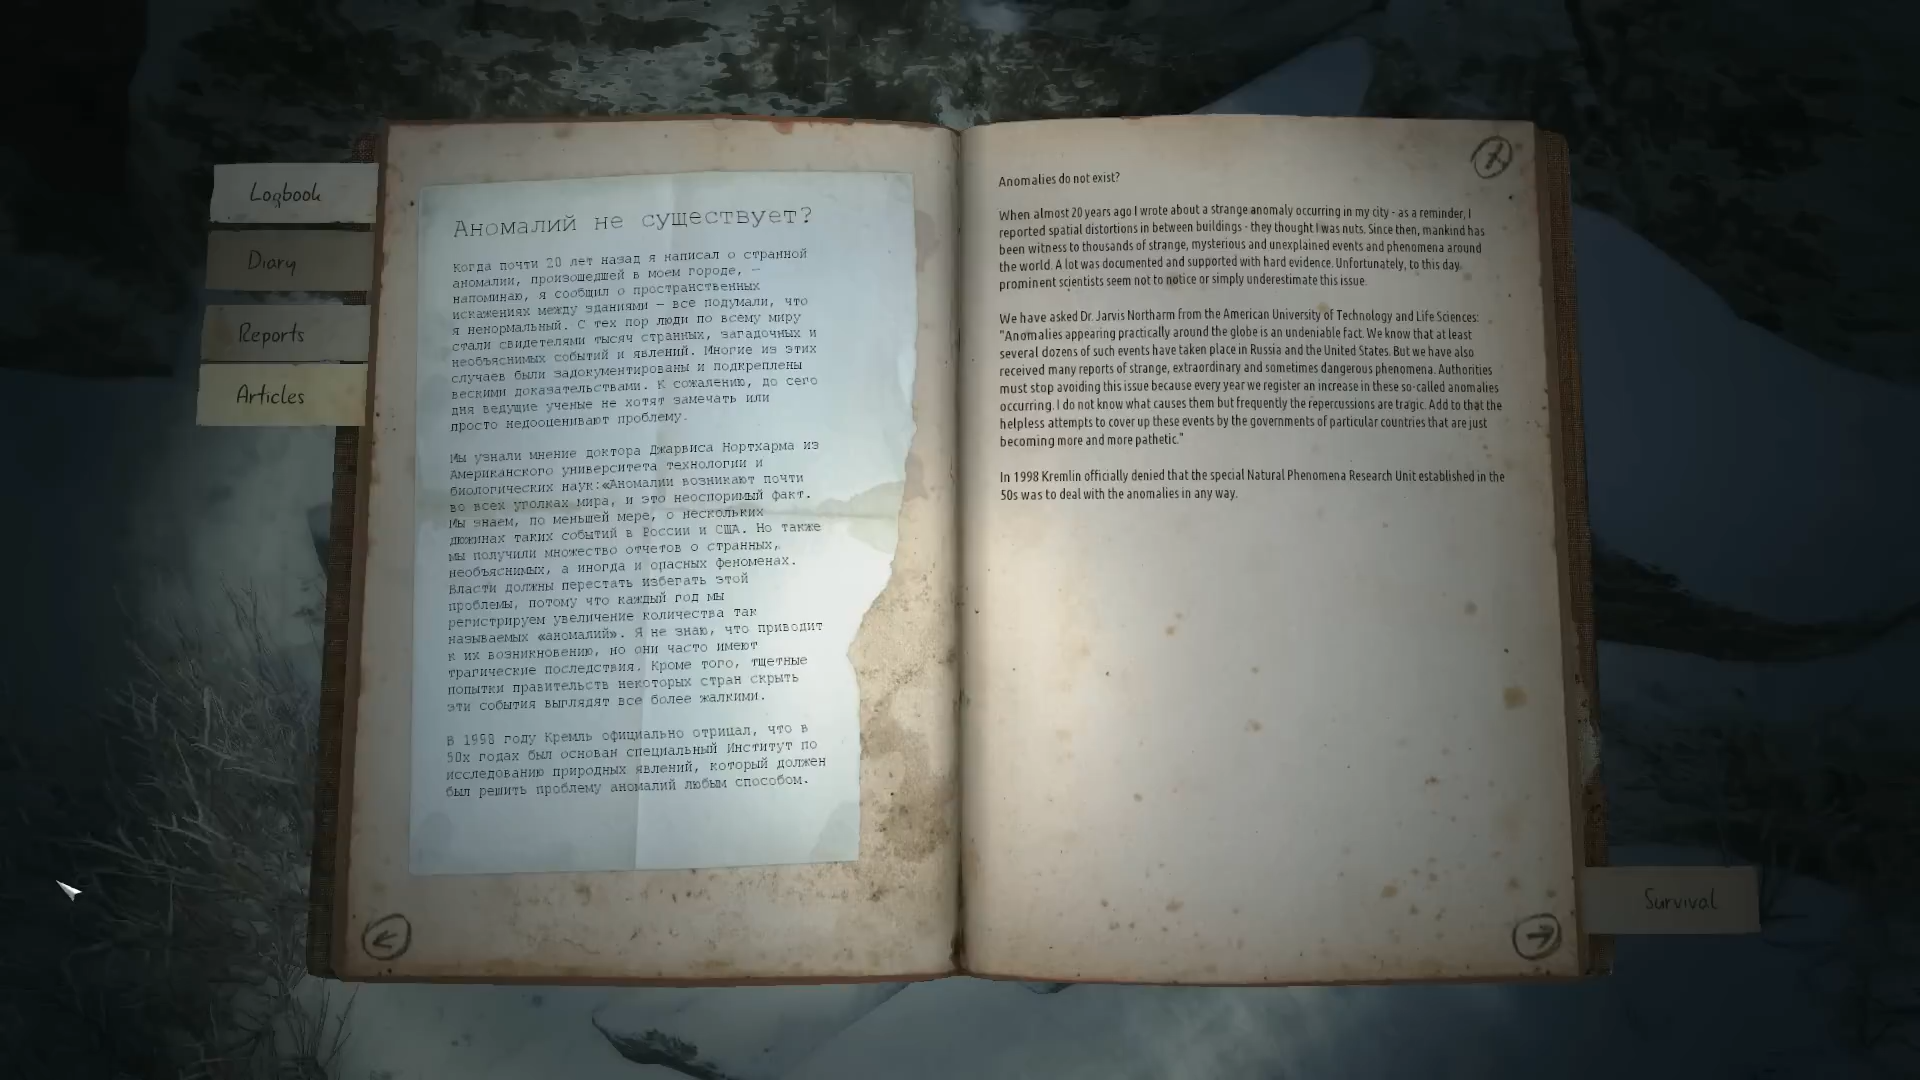 Logbook
Diary
Reports
Articles
Аномалий не существует?
Когда почти 20 лет назад я написал о странной
аномалии, произошедшей в моем городе, —
напоминаю, я сообщил о пространственных
искажениях между зданиями — все подумали, что
я ненормальный. С тех пор люди по всему миру
стали свидетелями тысяч странных, загадочных и
необъяснимых событий и явлений. Многие из этих
случаев были задокументированы и подкреплены
вескими доказательствами. К сожалению, до сего
дня ведущие ученые не хотят замечать или
просто недооценивают проблему.
Мы узнали мнение доктора Джарвиса Нортхарма из
Американского университета технологии и
биологических наук:«Аномалии возникают почти
во всех уголках мира, и это неоспоримый факт.
Мы знаем, по меньшей мере, о нескольких
дюжинах таких событий в России и США. Но также
мы получили множество отчетов о странных,
необъяснимых, а иногда и опасных феноменах.
Власти должны перестать избегать этой
проблемы, потому что каждый год мы
регистрируем увеличение количества так
называемых «аномалий». Я не знаю, что приводит
к их возникновению, но они часто имеют
трагические последствия. Кроме того, тщетные
попытки правительств некоторых стран скрыть
эти события выглядят все более жалкими.
В 1998 году Кремль официально отрицал, что в
50х годах был основан специальный Институт по
исследованию природных явлений, который должен
был решить проблему аномалий любым способом.
Anomalies do not exist?
When almost 20 years ago I wrote about a strange anomaly occurring in my city - as a reminder, I
reported spatial distortions in between buildings - they thought I was nuts. Since then, mankind has
been witness to thousands of strange, mysterious and unexplained events and phenomena around
the world. A lot was documented and supported with hard evidence. Unfortunately, to this day
prominent scientists seem not to notice or simply underestimate this issue.
We have asked Dr. Jarvis Northarm from the American University of Technology and Life Sciences:
"Anomalies appearing practically around the globe is an undeniable fact. We know that at least
several dozens of such events have taken place in Russia and the United States. But we have also
received many reports of strange, extraordinary and sometimes dangerous phenomena. Authorities
must stop avoiding this issue because every year we register an increase in these so-called anomalies
occurring. I do not know what causes them but frequently the repercussions are tragic. Add to that the
helpless attempts to cover up these events by the governments of particular countries that are just
becoming more and more pathetic."
In 1998 Kremlin officially denied that the special Natural Phenomena Research Unit established in the
50s was to deal with the anomalies in any way.
Survival